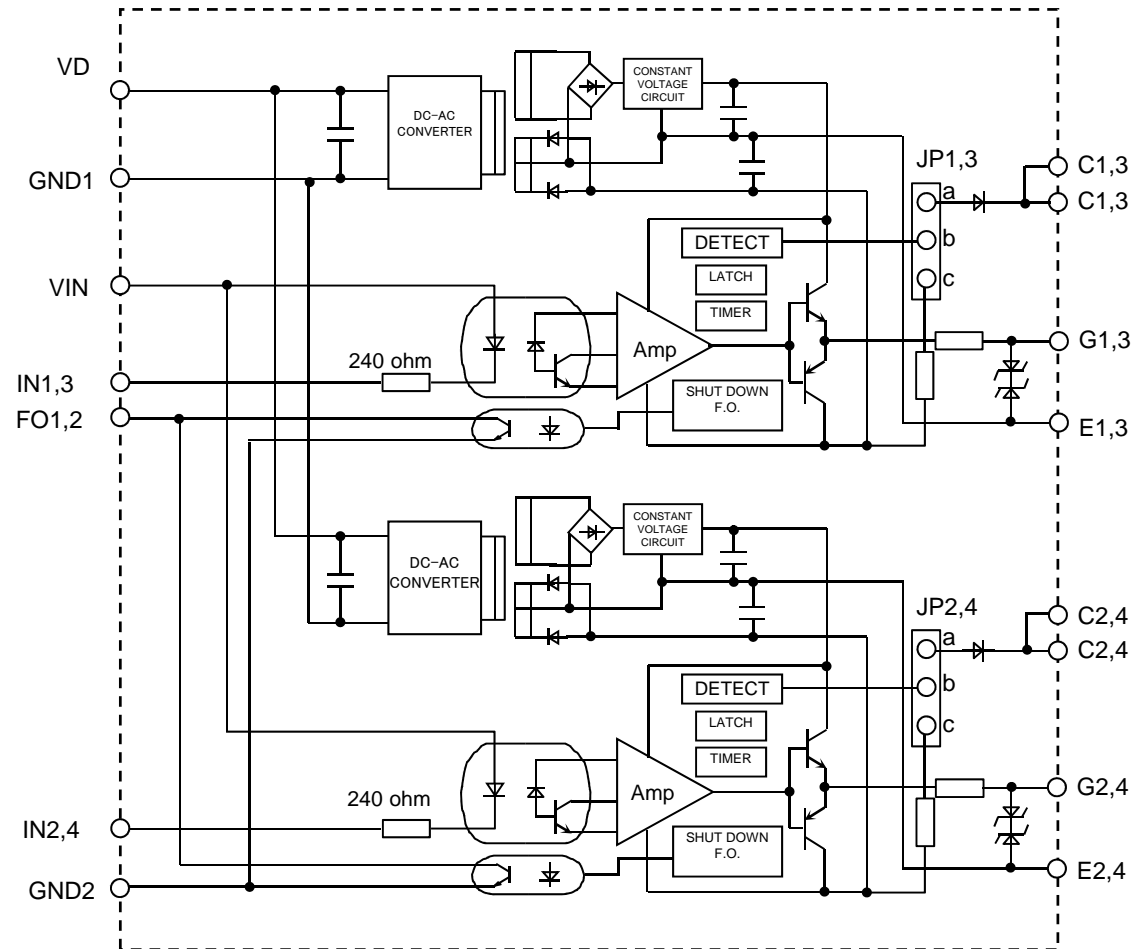 VD
GND1
VIN
IN1,3
FO1,2
IN2,4
GND2
DC-AC
CONVERTER
CONSTANT
VOLTAGE
CIRCUIT
DETECT
LATCH
TIMER
240 ohm
Amp
SHUT DOWN
F.O.
JP1,3
a
b
c
C1,3
C1,3
G1,3
E1,3
DC-AC
CONVERTER
CONSTANT
VOLTAGE
CIRCUIT
DETECT
LATCH
TIMER
240 ohm
Amp
SHUT DOWN
F.O.
JP2,4
a
b
c
C2,4
C2,4
G2,4
E2,4